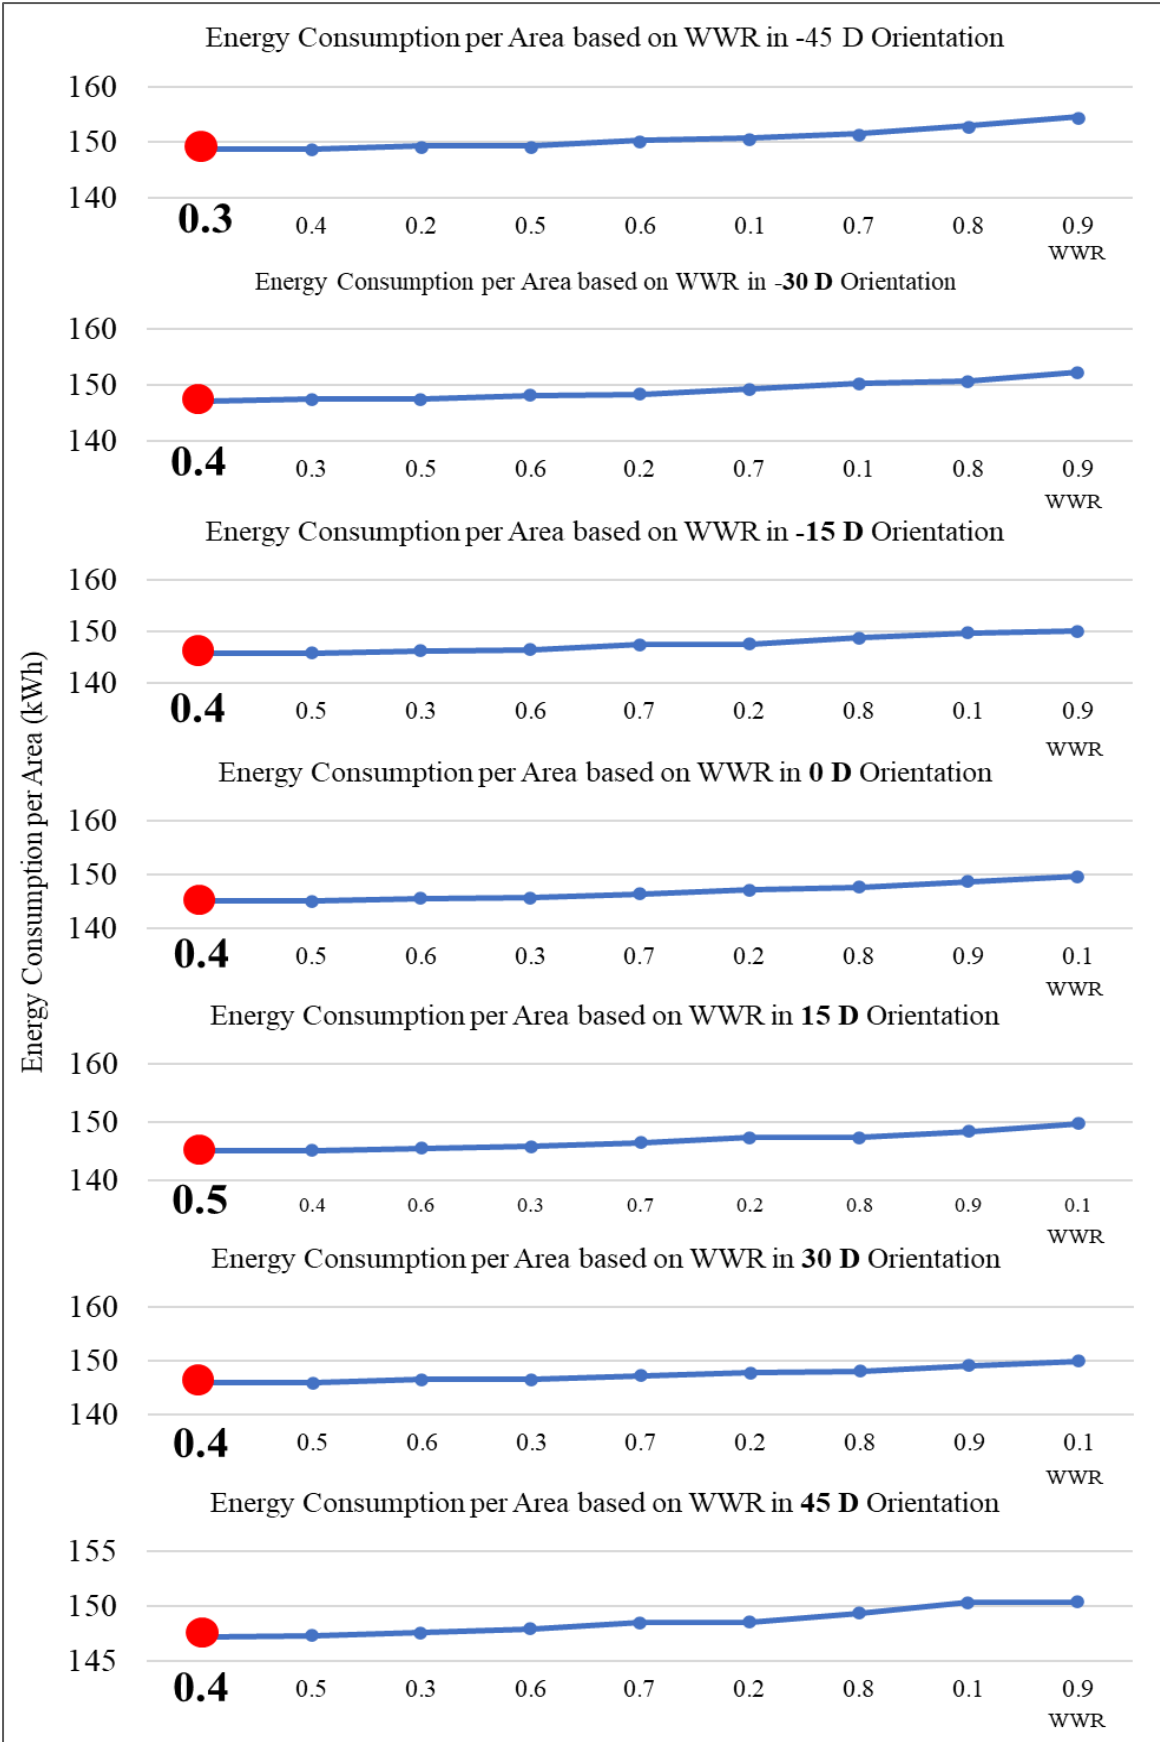 Energy Consumption per Area based on WWR in -45 D Orientation
160
150
140
0.3 0.4 0.2 0.5 0.6 0.1 0.7 0.8 0.9
WWR
Energy Consumption per Area based on WWR in -30 D Orientation
160
150
140
0.4 0.3 0.5 0.6 0.2 0.7 0.1 0.8 0.9
WWR
Energy Consumption per Area based on WWR in -15 D Orientation
160
150
140
0.4 0.5 0.3 0.6 0.7 0.2 0.8 0.1 0.9
WWR
Energy Consumption per Area (kWh)
Energy Consumption per Area based on WWR in 0 D Orientation
160
150
140
0.4 0.5 0.6 0.3 0.7 0.2 0.8 0.9 0.1
WWR
Energy Consumption per Area based on WWR in 15 D Orientation
160
150
140
0.5 0.4 0.6 0.3 0.7 0.2 0.8 0.9 0.1
WWR
Energy Consumption per Area based on WWR in 30 D Orientation
160
150
140
0.4 0.5 0.6 0.3 0.7 0.2 0.8 0.9 0.1
WWR
Energy Consumption per Area based on WWR in 45 D Orientation
155
150
145
0.4 0.5 0.3 0.6 0.7 0.2 0.8 0.1 0.9
WWR